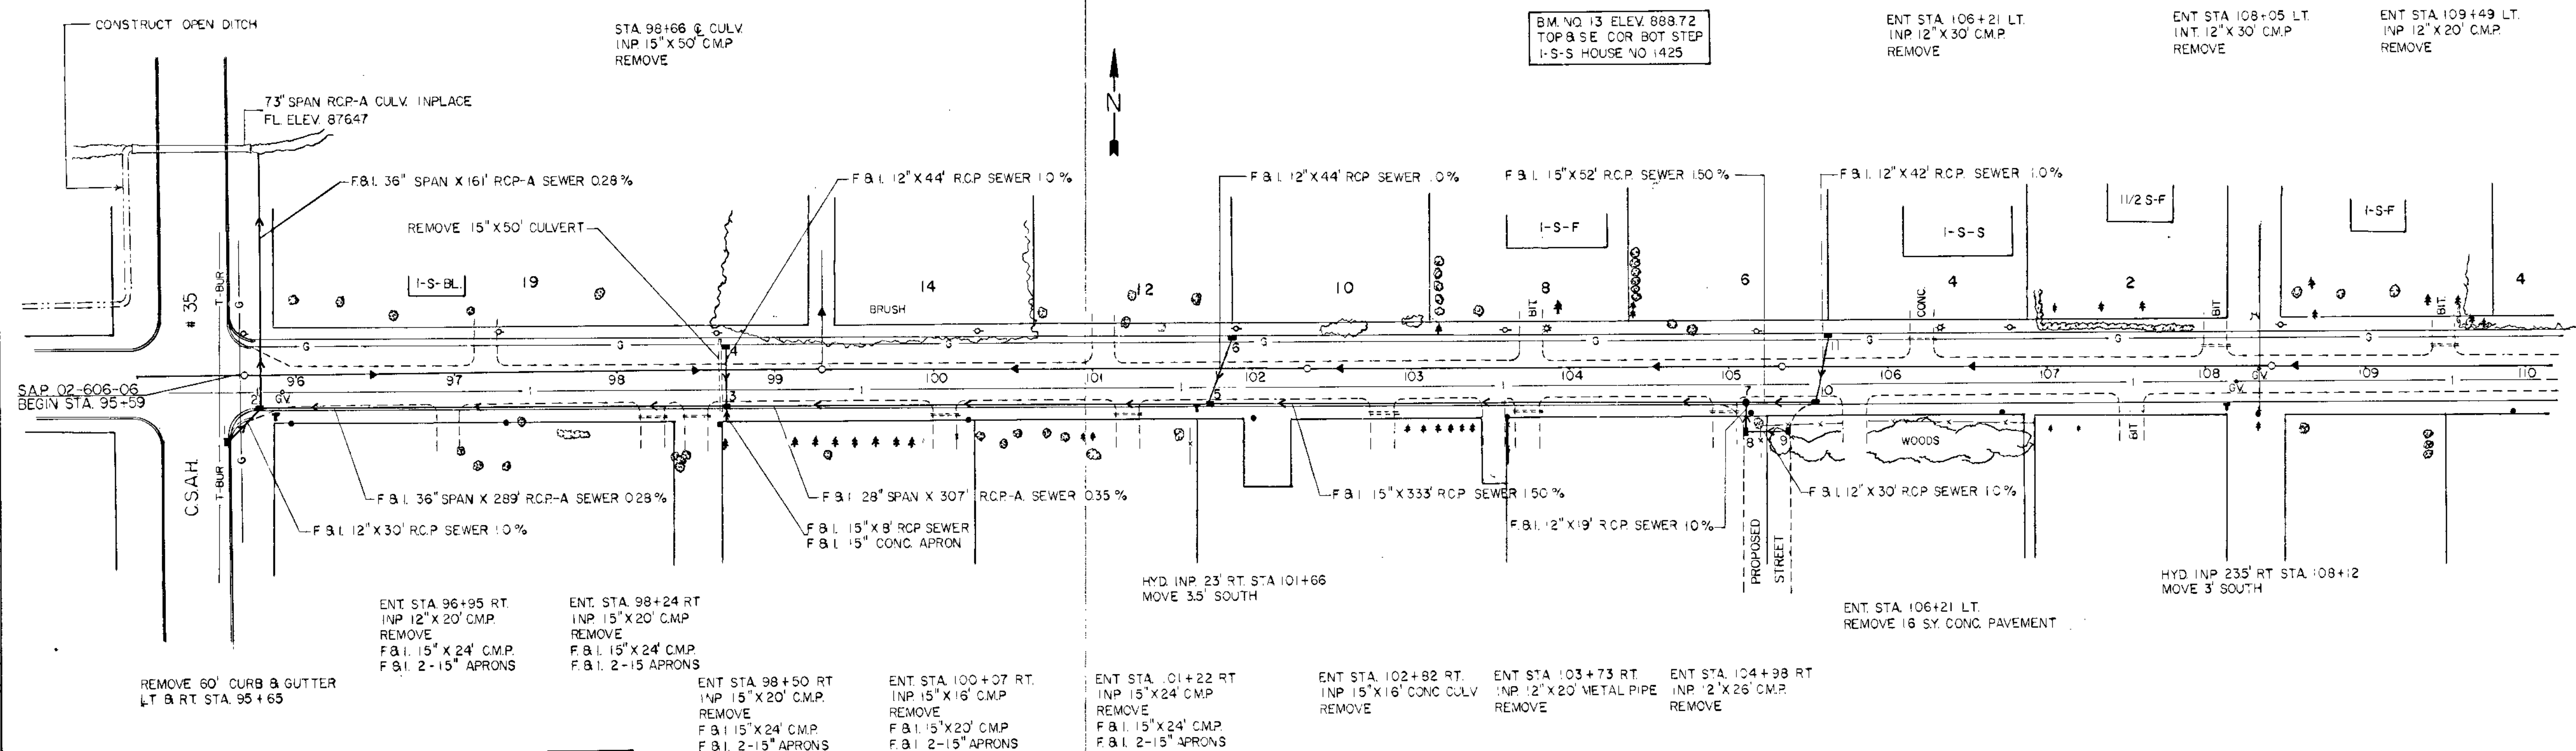 CONSTRUCT OPEN DITCH
STA. 98+66 ℄ CULV.
INP. 15" X 50' C.M.P
REMOVE
BM. NO. 13 ELEV. 888.72
TOP & S E COR BOT STEP
1-S-S HOUSE NO 1425
ENT STA. 106+21 LT.
INP. 12" X 30' C.M.P.
REMOVE
ENT STA 108+05 LT.
INT. 12" X 30' C.M.P
REMOVE
ENT STA. 109+49 LT.
INP 12" X 20' C.M.P.
REMOVE
73" SPAN RCP-A CULV. INPLACE
FL. ELEV. 876.47
N
F. & I. 36" SPAN X 161' RCP-A SEWER 0.28 %
F & I. 12" X 44' R.C.P SEWER 1.0 %
F & I. 12" X 44' RCP SEWER 1.0 %
F & I. 15" X 52' R.C.P. SEWER 1.50 %
F & I. 12" X 42' R.C.P. SEWER 1.0 %
REMOVE 15" X 50' CULVERT
1-S-F
1-S-S
1 1/2 S-F
1-S-F
# 35
T-BUR
G
1-S-BL.
19
14
BRUSH
12
10
8
BIT
6
4
CONC.
2
BIT
4
BIT.
G G G G G G G G
4
6
11
S.A.P. 02-606-06
BEGIN STA. 95+59
96 97 98 99 100 101 102 103 104 105 106 107 108 109 110
2
GV
3
5
7
10
GV
8
9
WOODS
BIT
C.S.A.H.
T-BUR
G
F & I. 36" SPAN X 289' R.C.P-A SEWER 0.28 %
F & I 28" SPAN X 307' R.C.P-A. SEWER 0.35 %
F & I 15" X 333' RCP SEWER 1.50 %
F & I. 12" X 30' RCP SEWER 1.0 %
F & I. 12" X 30' R.C.P. SEWER 1.0 %
F & I. 15" X 8' RCP SEWER
F & I. 15" CONC. APRON
F. & I. 12" X 19' R.C.P. SEWER 1.0 %
PROPOSED
STREET
HYD. INP. 23' RT. STA 101+66
MOVE 3.5' SOUTH
HYD. INP 23.5' RT STA. 108+12
MOVE 3' SOUTH
ENT. STA. 96+95 RT.
INP 12" X 20' C.M.P.
REMOVE
F & I. 15" X 24' C.M.P.
F & I. 2-15" APRONS
ENT. STA. 98+24 RT
INP. 15" X 20' C.M.P
REMOVE
F. & I. 15" X 24' C.M.P.
F. & I. 2-15 APRONS
ENT. STA. 106+21 LT.
REMOVE 16 S.Y. CONC. PAVEMENT
REMOVE 60' CURB & GUTTER
LT & RT. STA. 95+65
ENT STA. 98+50 RT
INP 15" X 20' C.M.P.
REMOVE
F & I 15" X 24' C.M.P.
F & I. 2-15" APRONS
ENT. STA. 100+07 RT.
INP. 15" X 16' C.M.P
REMOVE
F & I. 15" X 20' C.M.P
F. & I 2-15" APRONS
ENT STA. 101+22 RT
INP 15" X 24' C.M.P
REMOVE
F & I. 15" X 24' C.M.P.
F. & I. 2-15" APRONS
ENT STA. 102+82 RT.
INP 15" X 16' CONC CULV
REMOVE
ENT STA 103+73 RT.
INP. 12" X 20' METAL PIPE
REMOVE
ENT STA. 104+98 RT
INP. 12" X 26' C.M.P.
REMOVE